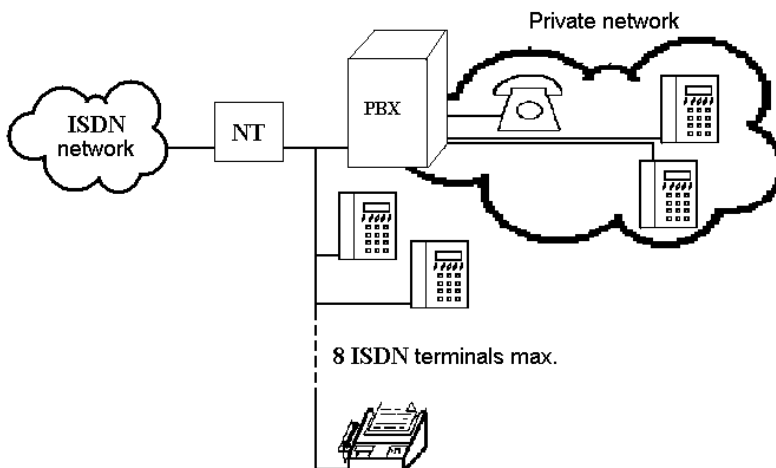 Private network
ISDN
network
NT
PBX
8 ISDN terminals max.